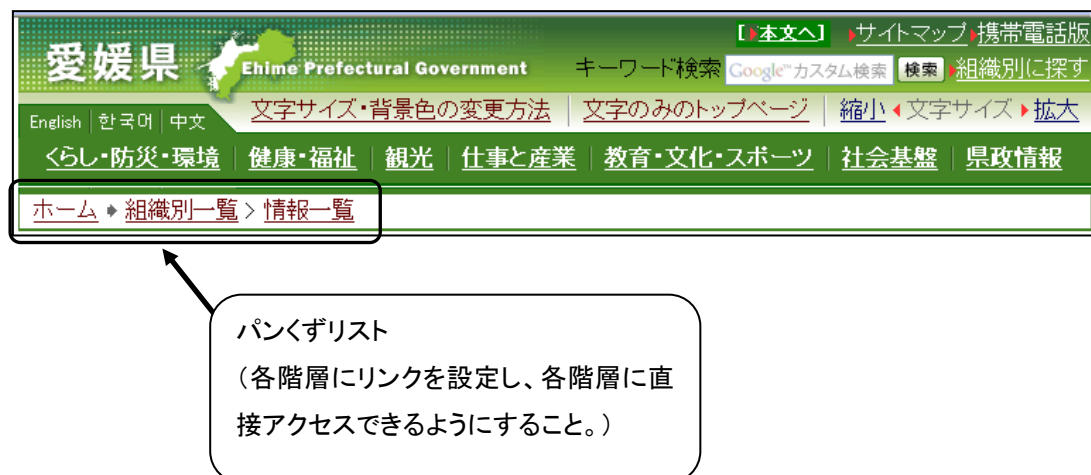 [本文へ] サイトマップ 携帯電話版
愛媛県 Ehime Prefectural Government キーワード検索 Google™カスタム検索 検索 組織別に探す
English | 한국어 | 中文 文字サイズ・背景色の変更方法 | 文字のみのトップページ | 縮小 文字サイズ 拡大
くらし・防災・環境 | 健康・福祉 | 観光 | 仕事と産業 | 教育・文化・スポーツ | 社会基盤 | 県政情報
ホーム 組織別一覧 > 情報一覧
パンくずリスト
（各階層にリンクを設定し、各階層に直
接アクセスできるようにすること。）